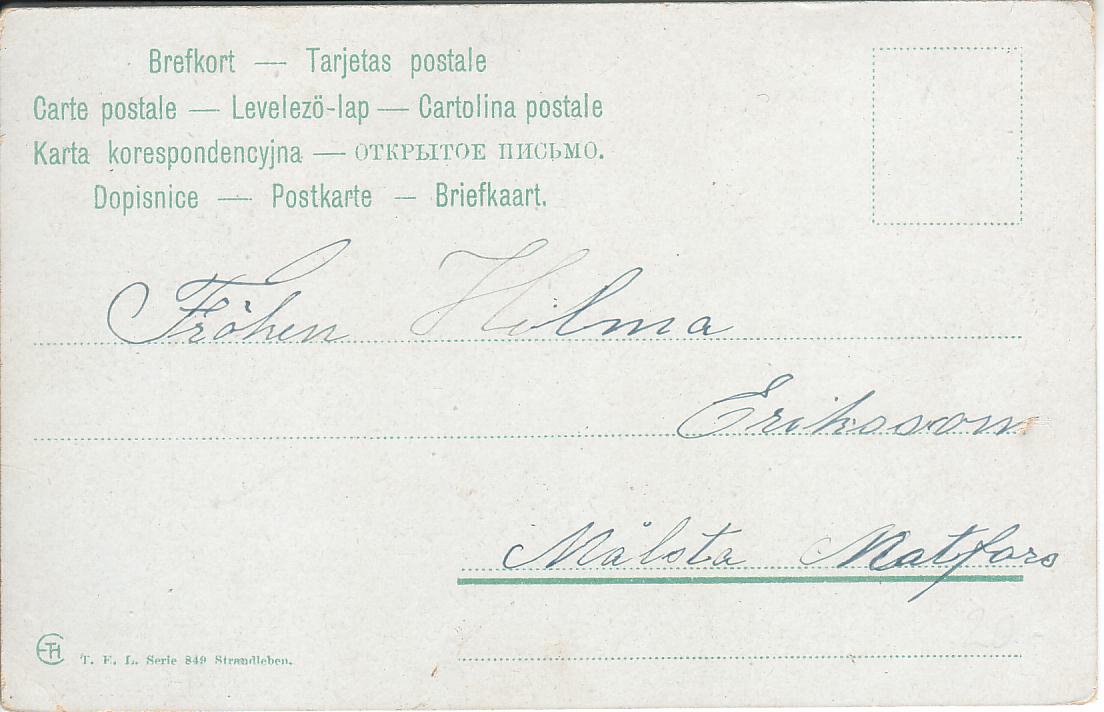 Brefkort — Tarjetas postale
Carte postale — Levelezö-lap — Cartolina postale
Karta korespondencyjna — ОТКРЫТОЕ ПИСЬМО.
Dopisnice — Postkarte — Briefkaart.
Fröken Hilma
Eriksson
Målsta Matfors
T. E. L. Serie 849 Strandleben.